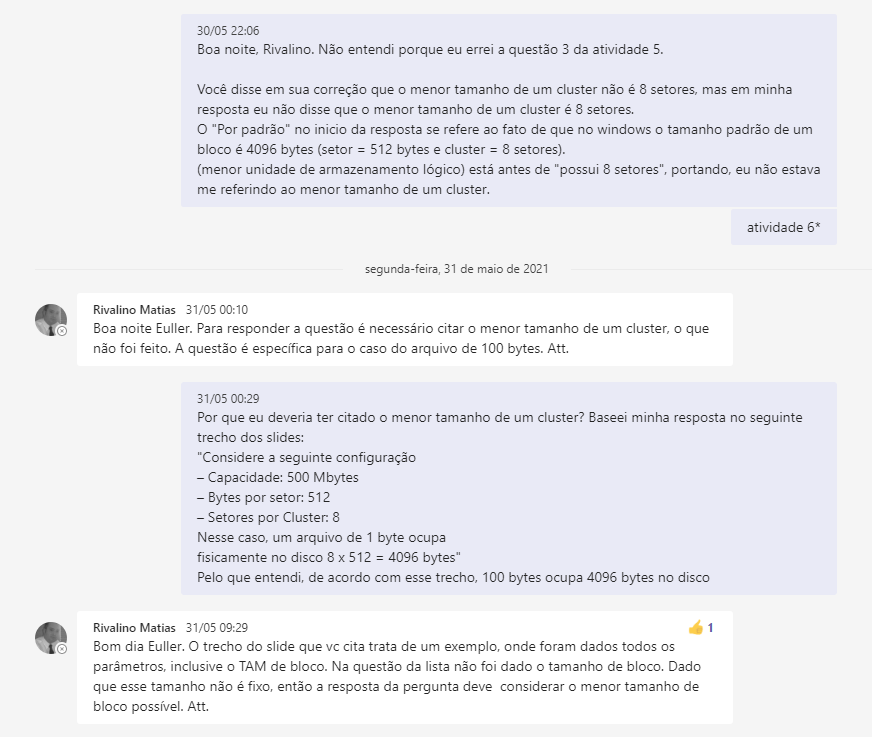 30/05 22:06
Boa noite, Rivalino. Não entendi porque eu errei a questão 3 da atividade 5.
Você disse em sua correção que o menor tamanho de um cluster não é 8 setores, mas em minha
resposta eu não disse que o menor tamanho de um cluster é 8 setores.
O "Por padrão" no inicio da resposta se refere ao fato de que no windows o tamanho padrão de um
bloco é 4096 bytes (setor = 512 bytes e cluster = 8 setores).
(menor unidade de armazenamento lógico) está antes de "possui 8 setores", portando, eu não estava
me referindo ao menor tamanho de um cluster.
atividade 6*
segunda-feira, 31 de maio de 2021
Rivalino Matias 31/05 00:10
Boa noite Euller. Para responder a questão é necessário citar o menor tamanho de um cluster, o que
não foi feito. A questão é específica para o caso do arquivo de 100 bytes. Att.
31/05 00:29
Por que eu deveria ter citado o menor tamanho de um cluster? Baseei minha resposta no seguinte
trecho dos slides:
"Considere a seguinte configuração
– Capacidade: 500 Mbytes
– Bytes por setor: 512
– Setores por Cluster: 8
Nesse caso, um arquivo de 1 byte ocupa
fisicamente no disco 8 x 512 = 4096 bytes"
Pelo que entendi, de acordo com esse trecho, 100 bytes ocupa 4096 bytes no disco
Rivalino Matias 31/05 09:29
👍 1
Bom dia Euller. O trecho do slide que vc cita trata de um exemplo, onde foram dados todos os
parâmetros, inclusive o TAM de bloco. Na questão da lista não foi dado o tamanho de bloco. Dado
que esse tamanho não é fixo, então a resposta da pergunta deve considerar o menor tamanho de
bloco possível. Att.